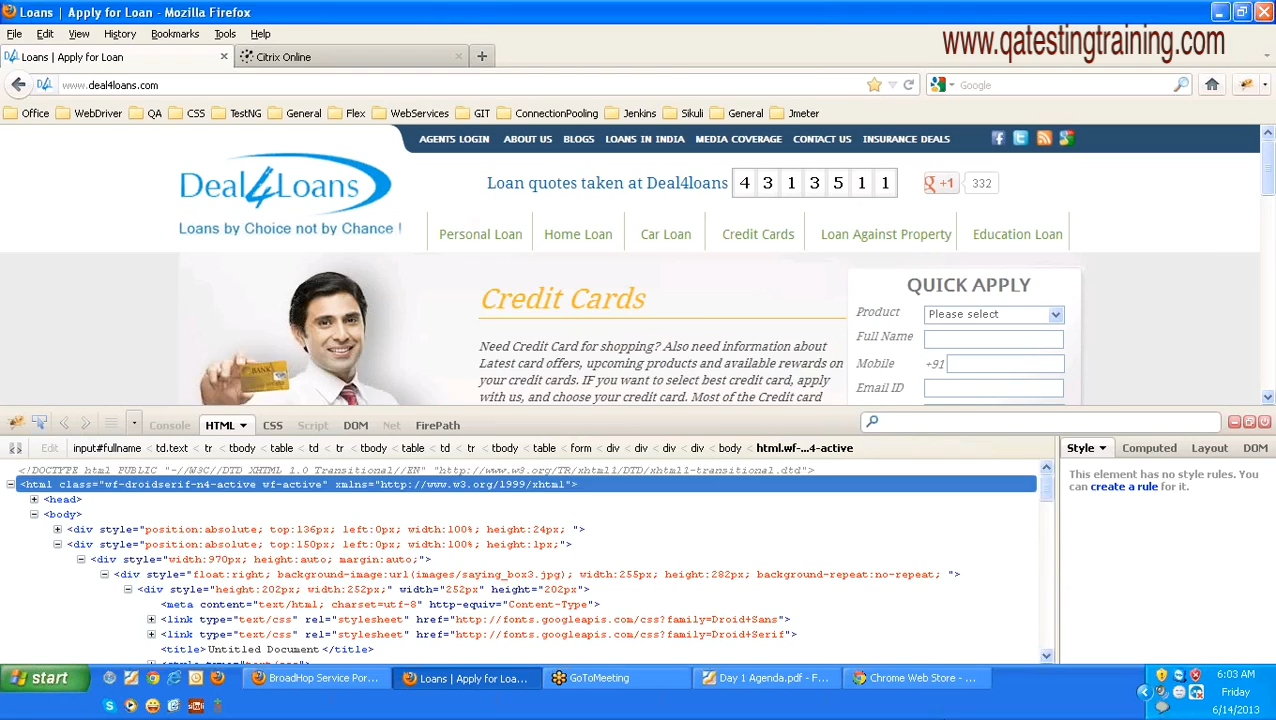 Loans | Apply for Loan - Mozilla Firefox
File Edit View History Bookmarks Tools Help
www.qatestingtraining.com
Loans | Apply for Loan × Citrix Online × +
www.deal4loans.com
Google
Office WebDriver QA CSS TestNG General Flex WebServices GIT ConnectionPooling Jenkins Sikuli General Jmeter
AGENTS LOGIN ABOUT US BLOGS LOANS IN INDIA MEDIA COVERAGE CONTACT US INSURANCE DEALS
Deal4Loans
Loans by Choice not by Chance !
Loan quotes taken at Deal4loans 4 3 1 3 5 1 1
+1 332
Personal Loan Home Loan Car Loan Credit Cards Loan Against Property Education Loan
BANK
Credit Cards
Need Credit Card for shopping? Also need information about
Latest card offers, upcoming products and available rewards on
your credit cards. IF you want to select best credit card, apply
with us, and choose your credit card. Most of the Credit card
QUICK APPLY
Product Please select
Full Name
Mobile +91
Email ID
Console HTML CSS Script DOM Net FirePath
Edit input#fullname < td.text < tr < tbody < table < td < tr < tbody < table < td < tr < tbody < table < form < div < div < div < body < html.wf-...4-active
Style Computed Layout DOM
<!DOCTYPE html PUBLIC "-//W3C//DTD XHTML 1.0 Transitional//EN" "http://www.w3.org/TR/xhtml1/DTD/xhtml1-transitional.dtd">
<html class="wf-droidserif-n4-active wf-active" xmlns="http://www.w3.org/1999/xhtml">
<head>
<body>
<div style="position:absolute; top:136px; left:0px; width:100%; height:24px; ">
<div style="position:absolute; top:150px; left:0px; width:100%; height:1px;">
<div style="width:970px; height:auto; margin:auto;">
<div style="float:right; background-image:url(images/saying_box3.jpg); width:255px; height:282px; background-repeat:no-repeat; ">
<div style="height:202px; width:252px;" width="252px" height="202px">
<meta content="text/html; charset=utf-8" http-equiv="Content-Type">
<link type="text/css" rel="stylesheet" href="http://fonts.googleapis.com/css?family=Droid+Sans">
<link type="text/css" rel="stylesheet" href="http://fonts.googleapis.com/css?family=Droid+Serif">
<title>Untitled Document</title>
This element has no style rules. You
can create a rule for it.
start BroadHop Service Por... Loans | Apply for Loa... GoToMeeting Day 1 Agenda.pdf - F... Chrome Web Store - ...
6:03 AM
Friday
6/14/2013